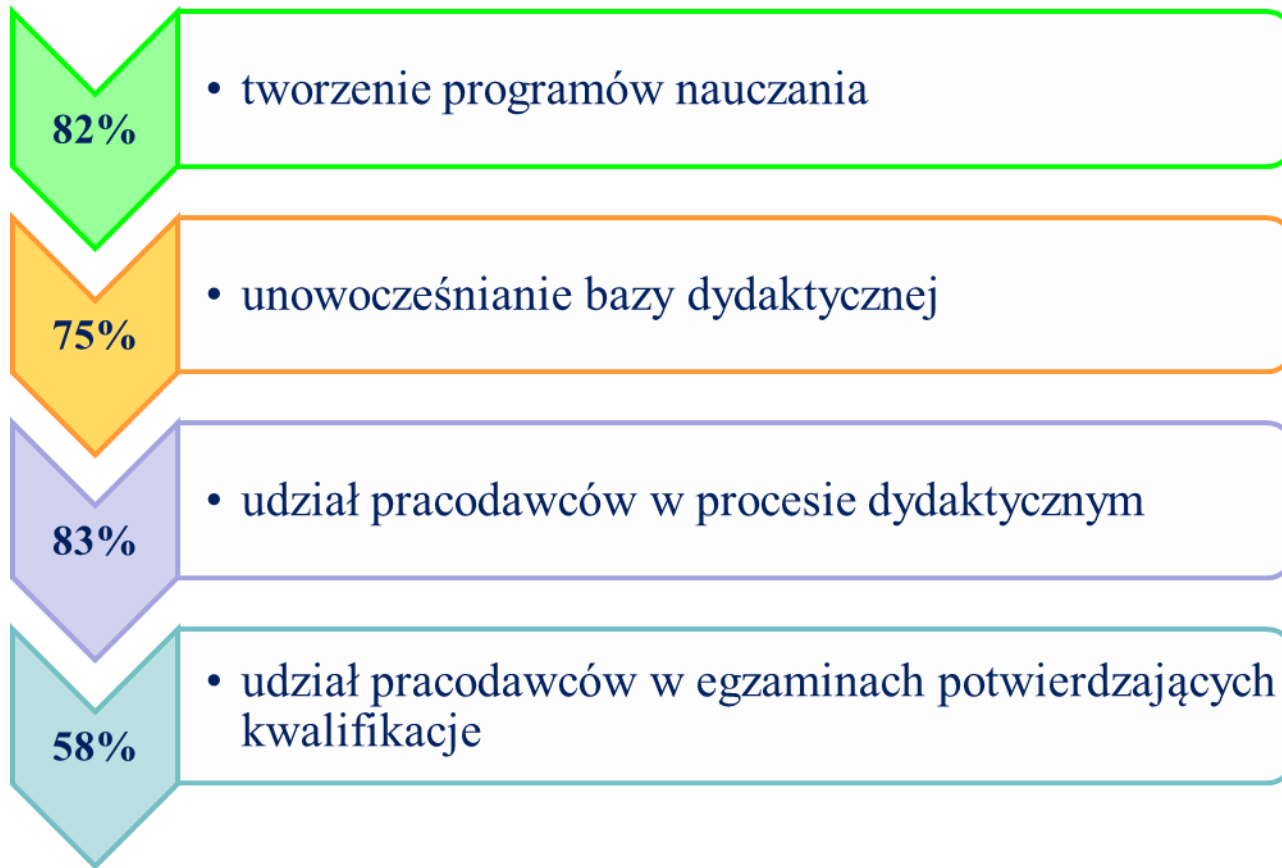 82%
• tworzenie programów nauczania
75%
• unowocześnianie bazy dydaktycznej
83%
• udział pracodawców w procesie dydaktycznym
58%
• udział pracodawców w egzaminach potwierdzających
kwalifikacje